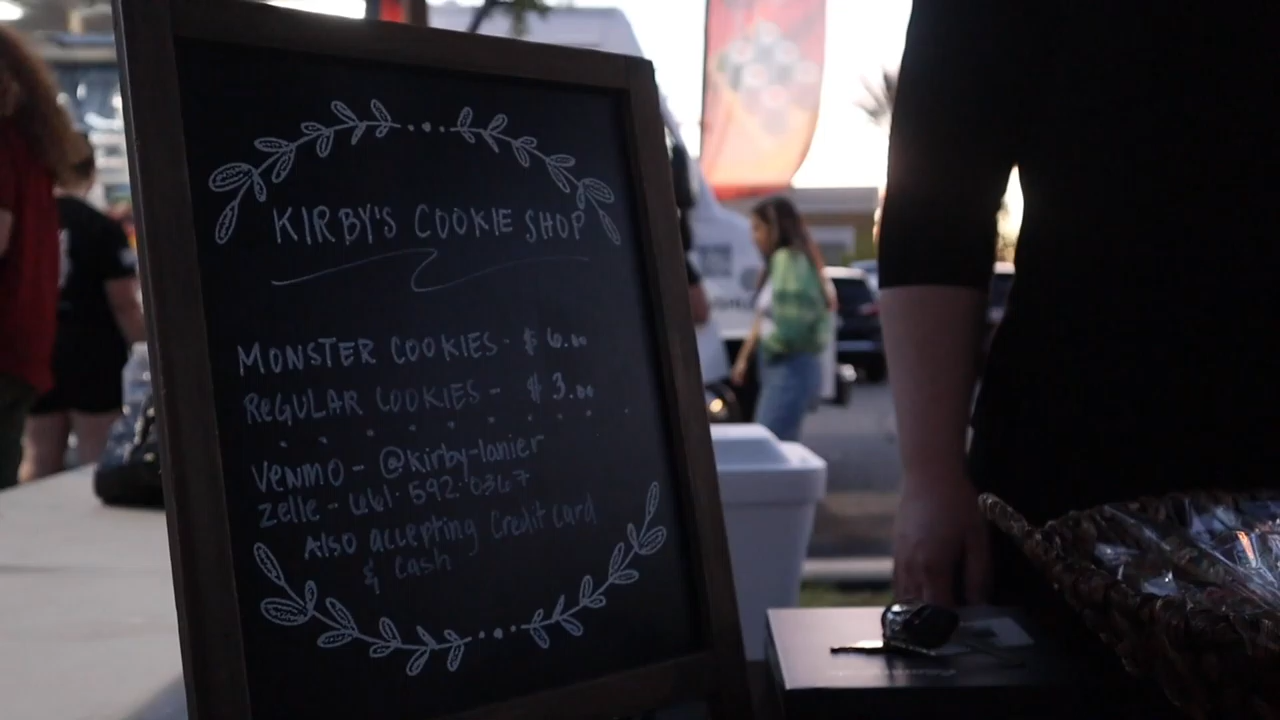 KIRBY'S COOKIE SHOP
MONSTER COOKIES - $ 6.00
REGULAR COOKIES - $ 3.00
VENMO - @kirby-lanier
zelle - 661·592·0367
Also accepting Credit card
& cash